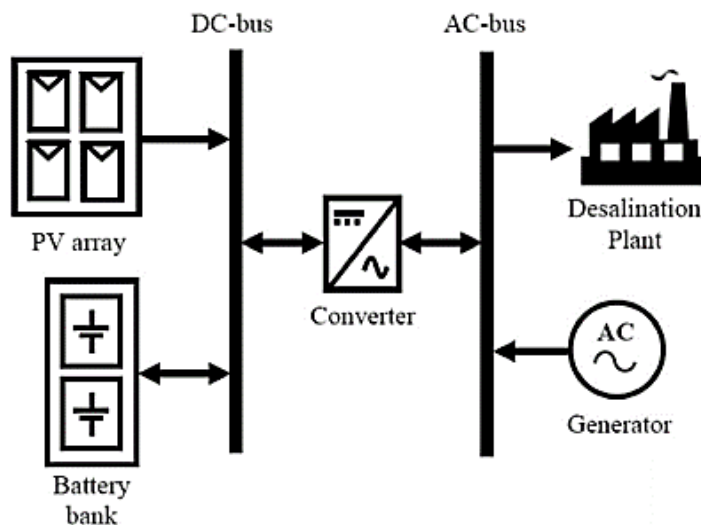 DC-bus
AC-bus
PV array
Desalination
Plant
Converter
AC
Generator
Battery
bank